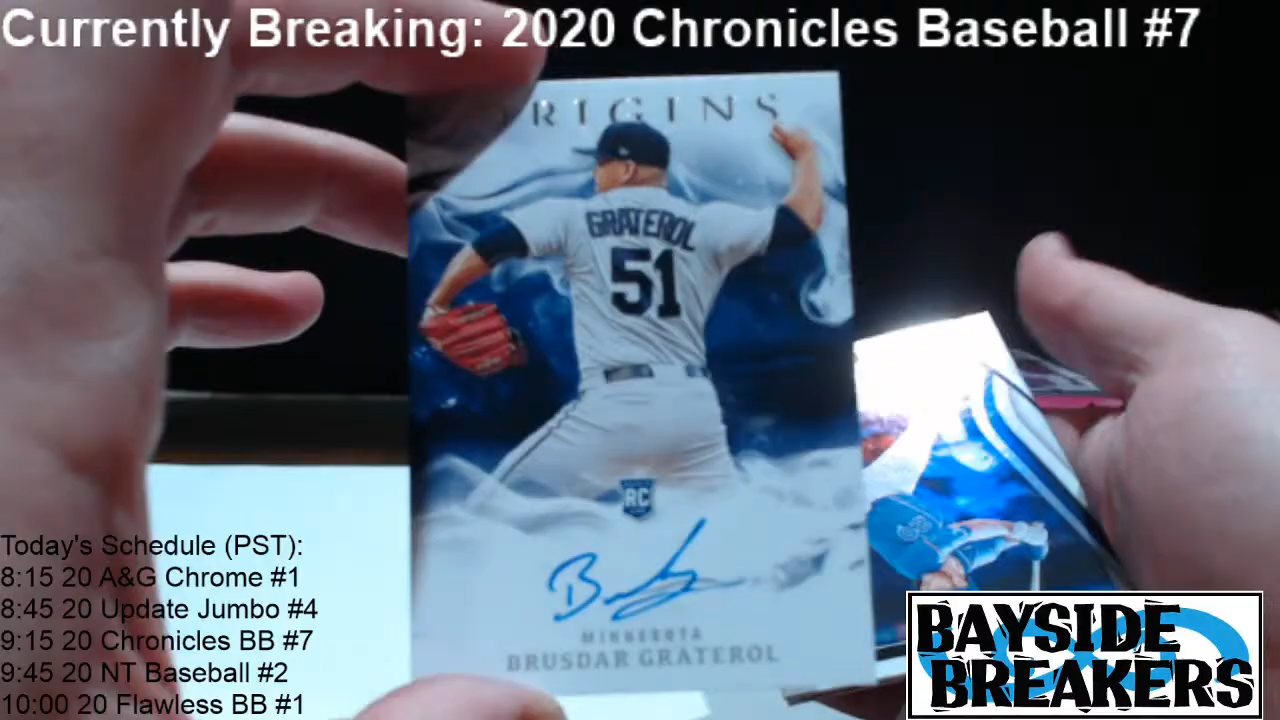 Currently Breaking: 2020 Chronicles Baseball #7
RIGINS
GRATEROL
51
RC
MINNESOTA
BRUSDAR GRATEROL
Today's Schedule (PST):
8:15 20 A&G Chrome #1
8:45 20 Update Jumbo #4
9:15 20 Chronicles BB #7
9:45 20 NT Baseball #2
10:00 20 Flawless BB #1
BAYSIDE
BREAKERS